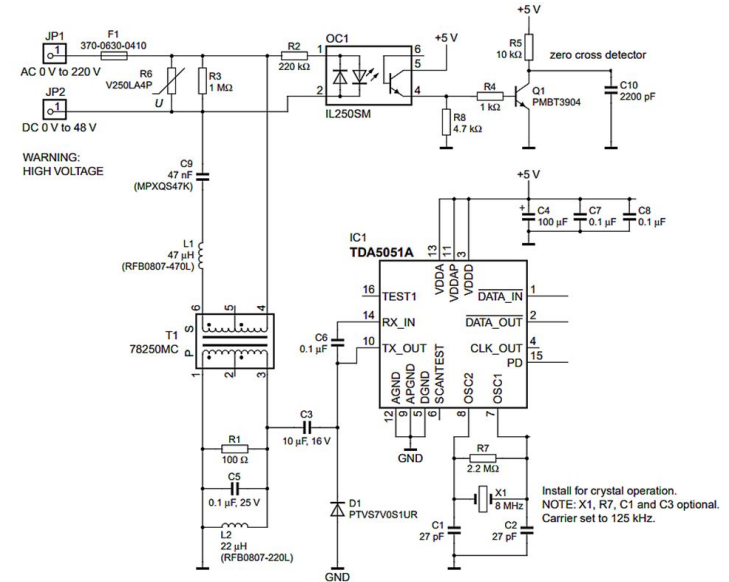 JP1
1
AC 0 V to 220 V
JP2
1
DC 0 V to 48 V
WARNING:
HIGH VOLTAGE
F1
370-0630-0410
R6
V250LA4P
U
R3
1 MΩ
R2
220 kΩ
OC1
1
2
6
5
4
IL250SM
+5 V
R8
4.7 kΩ
R4
1 kΩ
+5 V
R5
10 kΩ
Q1
PMBT3904
zero cross detector
C10
2200 pF
C9
47 nF
(MPXQS47K)
L1
47 μH
(RFB0807-470L)
T1
78250MC
6
5
4
S
P
1
2
3
R1
100 Ω
C5
0.1 μF, 25 V
L2
22 μH
(RFB0807-220L)
C3
10 μF, 16 V
C6
0.1 μF
D1
PTVS7V0S1UR
GND
+5 V
+
C4
100 μF
C7
0.1 μF
C8
0.1 μF
IC1
TDA5051A
13
11
3
VDDA
VDDAP
VDDD
16
TEST1
14
RX_IN
10
TX_OUT
DATA_IN
1
DATA_OUT
2
CLK_OUT
4
PD
15
AGND
APGND
DGND
SCANTEST
OSC2
OSC1
12
9
5
6
8
7
GND
R7
2.2 MΩ
X1
8 MHz
C1
27 pF
C2
27 pF
Install for crystal operation.
NOTE: X1, R7, C1 and C3 optional.
Carrier set to 125 kHz.